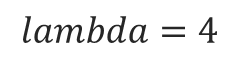 lambda = 4